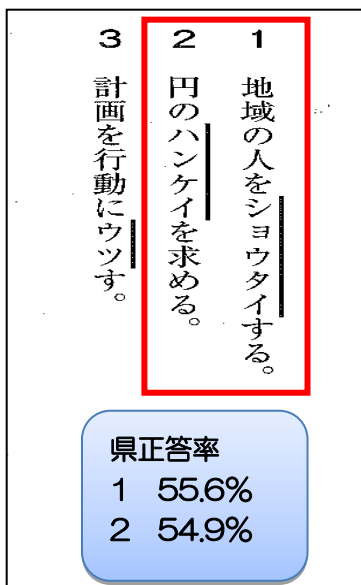 1 地域の人をショウタイする。
2 円のハンケイを求める。
3 計画を行動にウツす。
県正答率
1 55.6%
2 54.9%